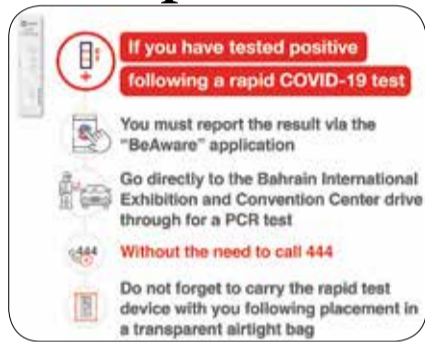 If you have tested positive
following a rapid COVID-19 test
You must report the result via the
"BeAware" application
Go directly to the Bahrain International
Exhibition and Convention Center drive
through for a PCR test
444
Without the need to call 444
Do not forget to carry the rapid test
device with you following placement in
a transparent airtight bag